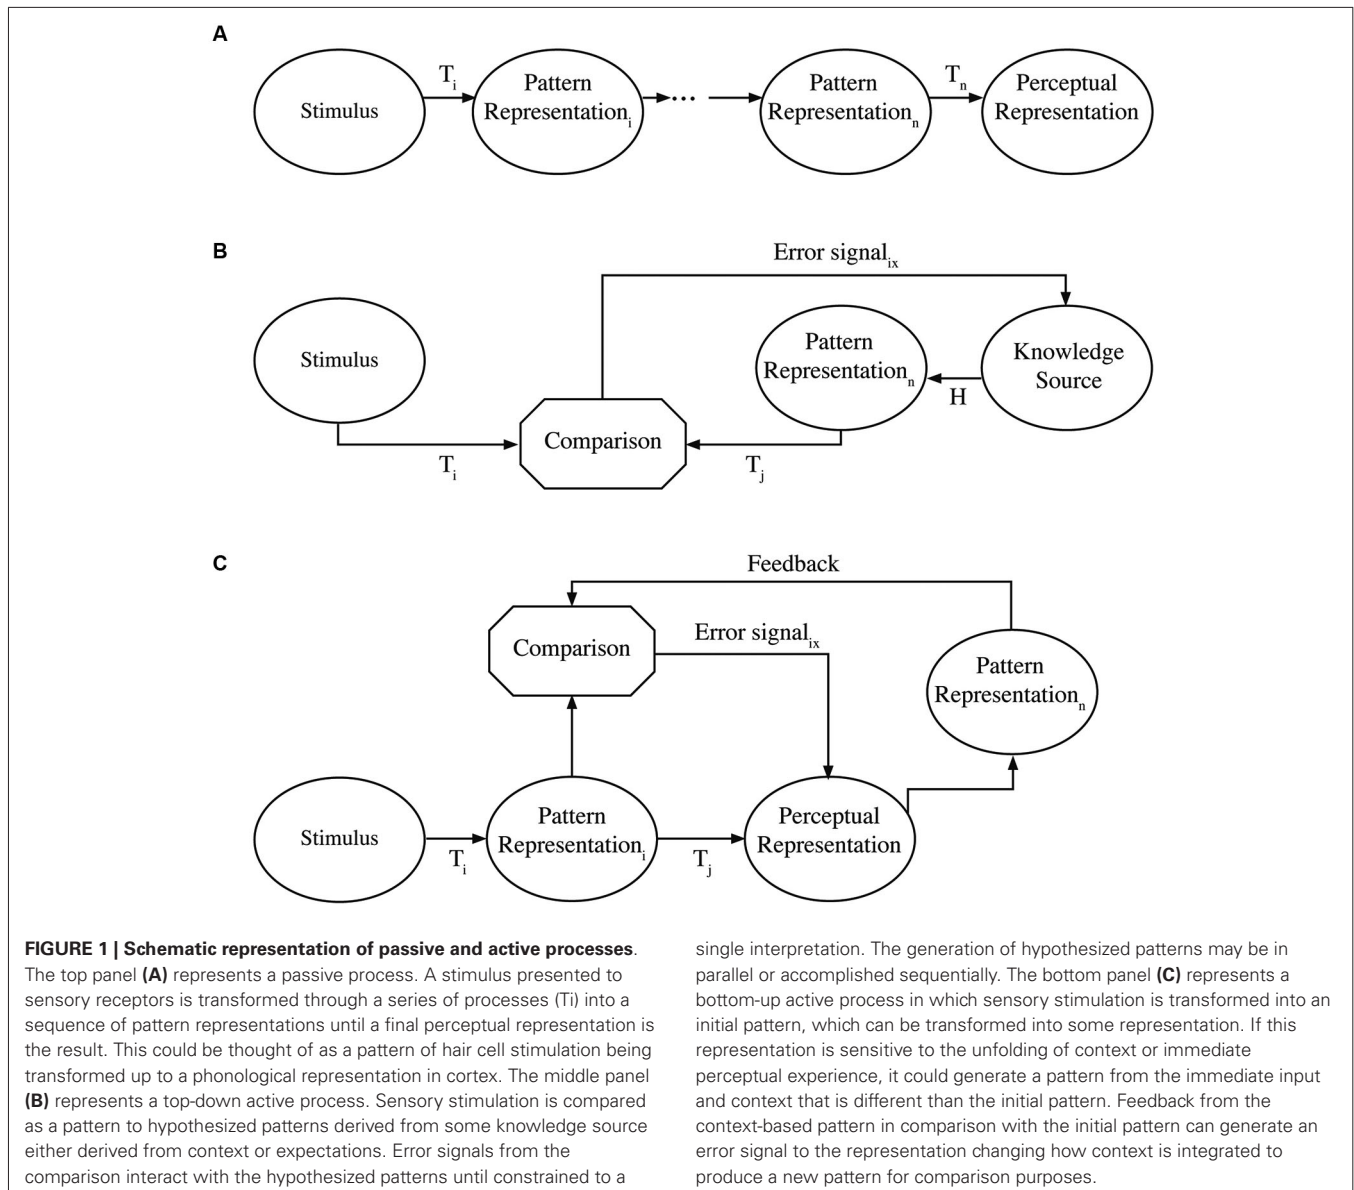 A
Stimulus
Ti
Pattern
Representationi
...
Pattern
Representationn
Tn
Perceptual
Representation
B
Error signalix
Stimulus
Pattern
Representationn
Knowledge
Source
H
Comparison
Ti
Tj
C
Feedback
Comparison
Error signalix
Pattern
Representationn
Stimulus
Ti
Pattern
Representationi
Tj
Perceptual
Representation
FIGURE 1 | Schematic representation of passive and active processes.
The top panel (A) represents a passive process. A stimulus presented to
sensory receptors is transformed through a series of processes (Ti) into a
sequence of pattern representations until a final perceptual representation is
the result. This could be thought of as a pattern of hair cell stimulation being
transformed up to a phonological representation in cortex. The middle panel
(B) represents a top-down active process. Sensory stimulation is compared
as a pattern to hypothesized patterns derived from some knowledge source
either derived from context or expectations. Error signals from the
comparison interact with the hypothesized patterns until constrained to a
single interpretation. The generation of hypothesized patterns may be in
parallel or accomplished sequentially. The bottom panel (C) represents a
bottom-up active process in which sensory stimulation is transformed into an
initial pattern, which can be transformed into some representation. If this
representation is sensitive to the unfolding of context or immediate
perceptual experience, it could generate a pattern from the immediate input
and context that is different than the initial pattern. Feedback from the
context-based pattern in comparison with the initial pattern can generate an
error signal to the representation changing how context is integrated to
produce a new pattern for comparison purposes.